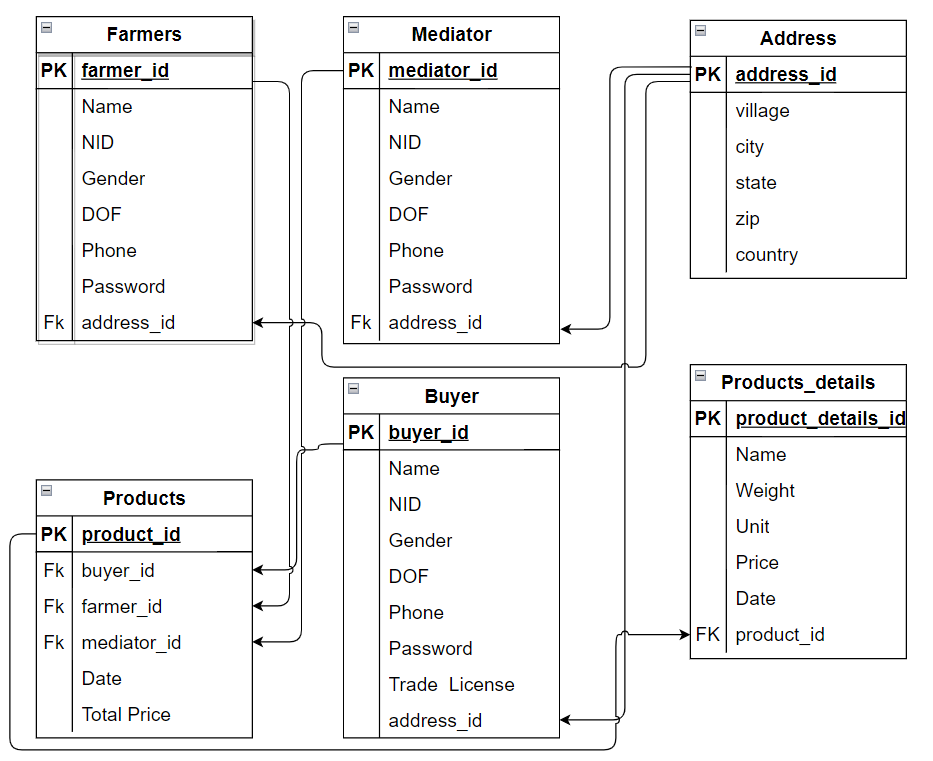 Farmers
PK farmer_id
Name
NID
Gender
DOF
Phone
Password
Fk address_id
Mediator
PK mediator_id
Name
NID
Gender
DOF
Phone
Password
Fk address_id
Address
PK address_id
village
city
state
zip
country
Products
PK product_id
Fk buyer_id
Fk farmer_id
Fk mediator_id
Date
Total Price
Buyer
PK buyer_id
Name
NID
Gender
DOF
Phone
Password
Trade License
address_id
Products_details
PK product_details_id
Name
Weight
Unit
Price
Date
FK product_id